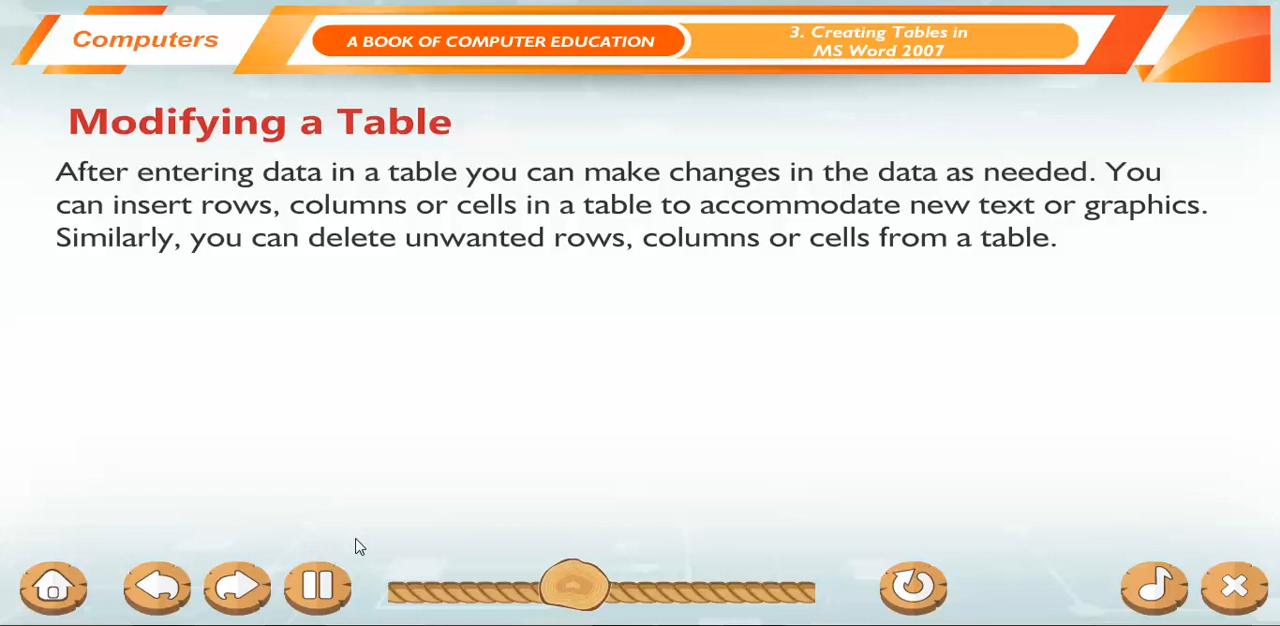 Computers
A BOOK OF COMPUTER EDUCATION
3. Creating Tables in
MS Word 2007
Modifying a Table
After entering data in a table you can make changes in the data as needed. You
can insert rows, columns or cells in a table to accommodate new text or graphics.
Similarly, you can delete unwanted rows, columns or cells from a table.